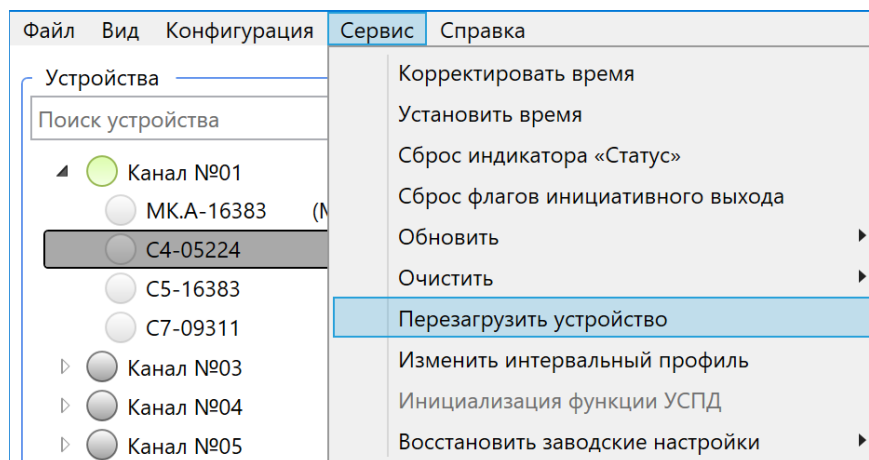 Файл Вид Конфигурация Сервис Справка
Устройства
Поиск устройства
Канал №01
МК.А-16383 (М
С4-05224
С5-16383
С7-09311
Канал №03
Канал №04
Канал №05
Корректировать время
Установить время
Сброс индикатора «Статус»
Сброс флагов инициативного выхода
Обновить
Очистить
Перезагрузить устройство
Изменить интервальный профиль
Инициализация функции УСПД
Восстановить заводские настройки